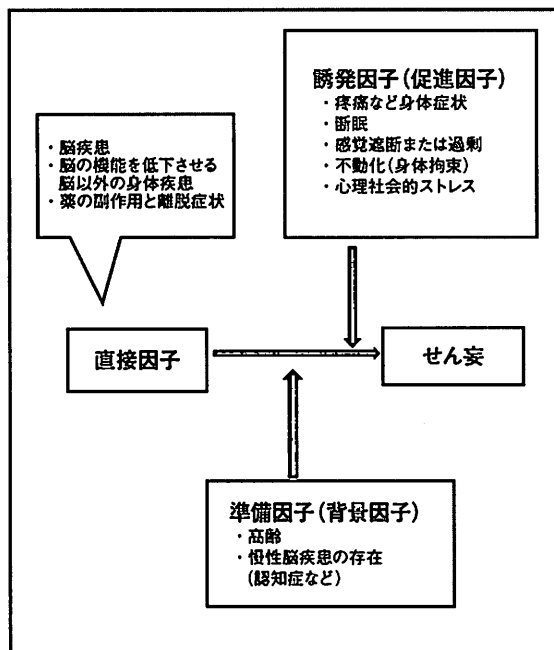 誘発因子(促進因子)
・疼痛など身体症状
・断眠
・感覚遮断または過剰
・不動化(身体拘束)
・心理社会的ストレス
・脳疾患
・脳の機能を低下させる
脳以外の身体疾患
・薬の副作用と離脱症状
直接因子
せん妄
準備因子(背景因子)
・高齢
・慢性脳疾患の存在
(認知症など)